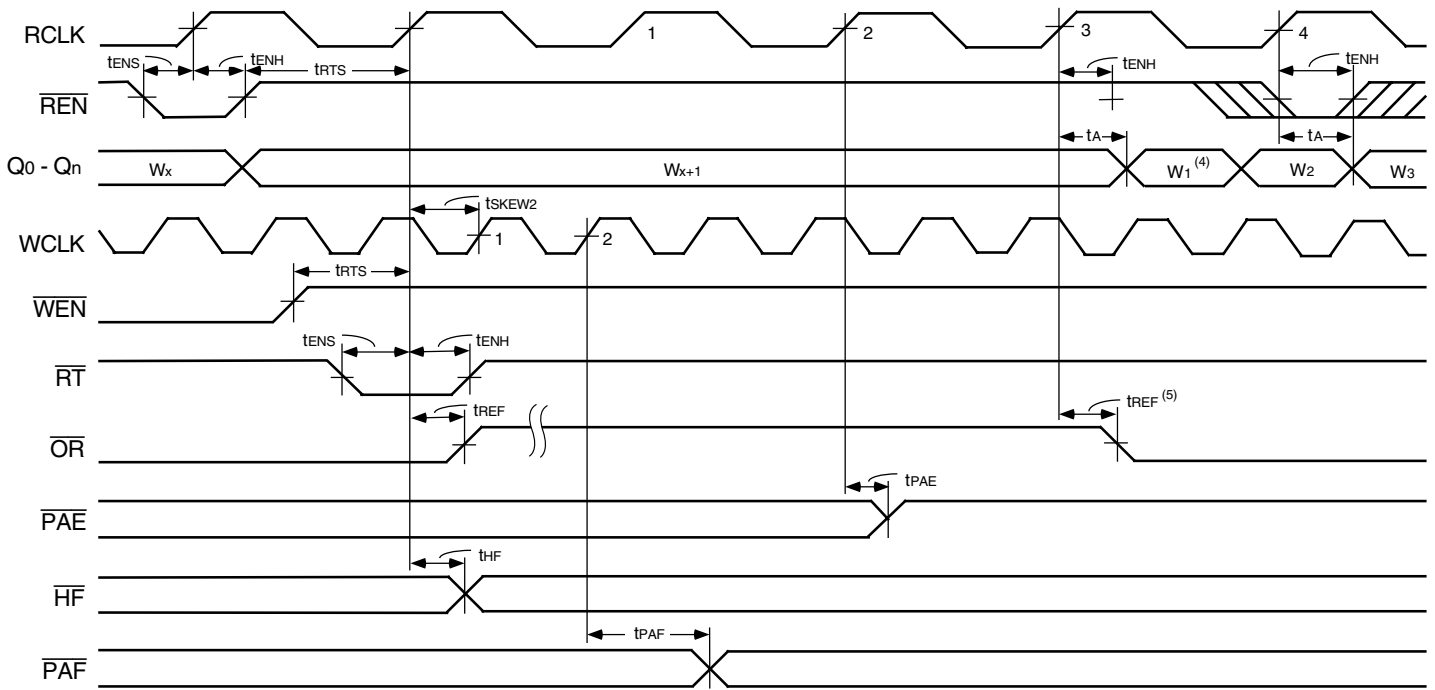 RCLK 1 2 3 4
tENS tENH tRTS tENH tENH
REN
tA tA
Q0 - Qn Wx Wx+1 W1 (4) W2 W3
tSKEW2
WCLK 1 2
tRTS
WEN
tENS tENH
RT
tREF tREF (5)
OR
tPAE
PAE
tHF
HF
tPAF
PAF